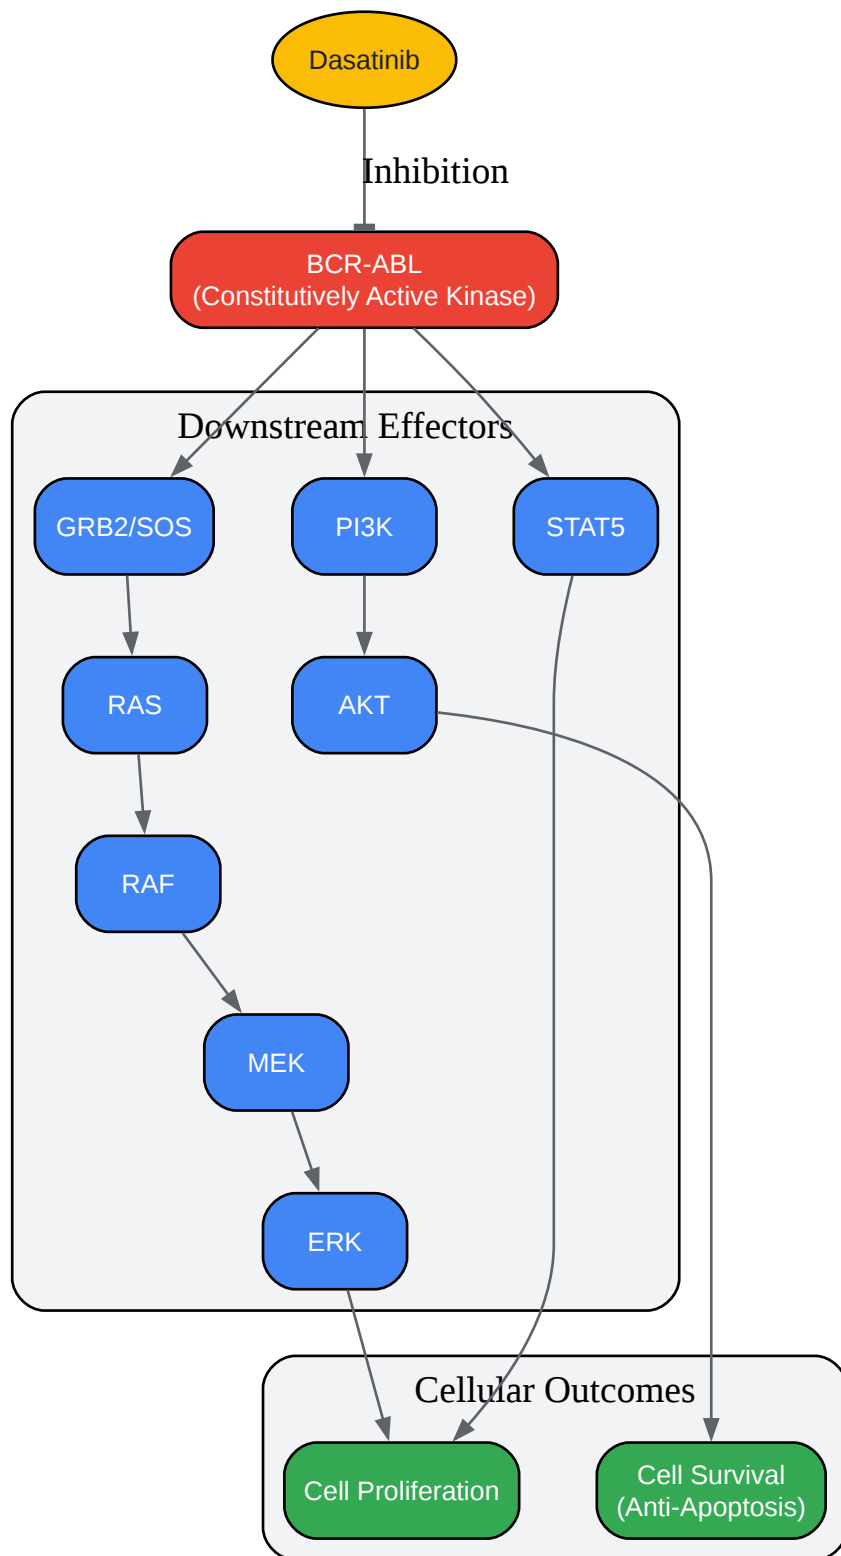 Dasatinib
Inhibition
BCR-ABL
(Constitutively Active Kinase)
Downstream Effectors
GRB2/SOS
PI3K
STAT5
RAS
AKT
RAF
MEK
ERK
Cellular Outcomes
Cell Proliferation
Cell Survival
(Anti-Apoptosis)